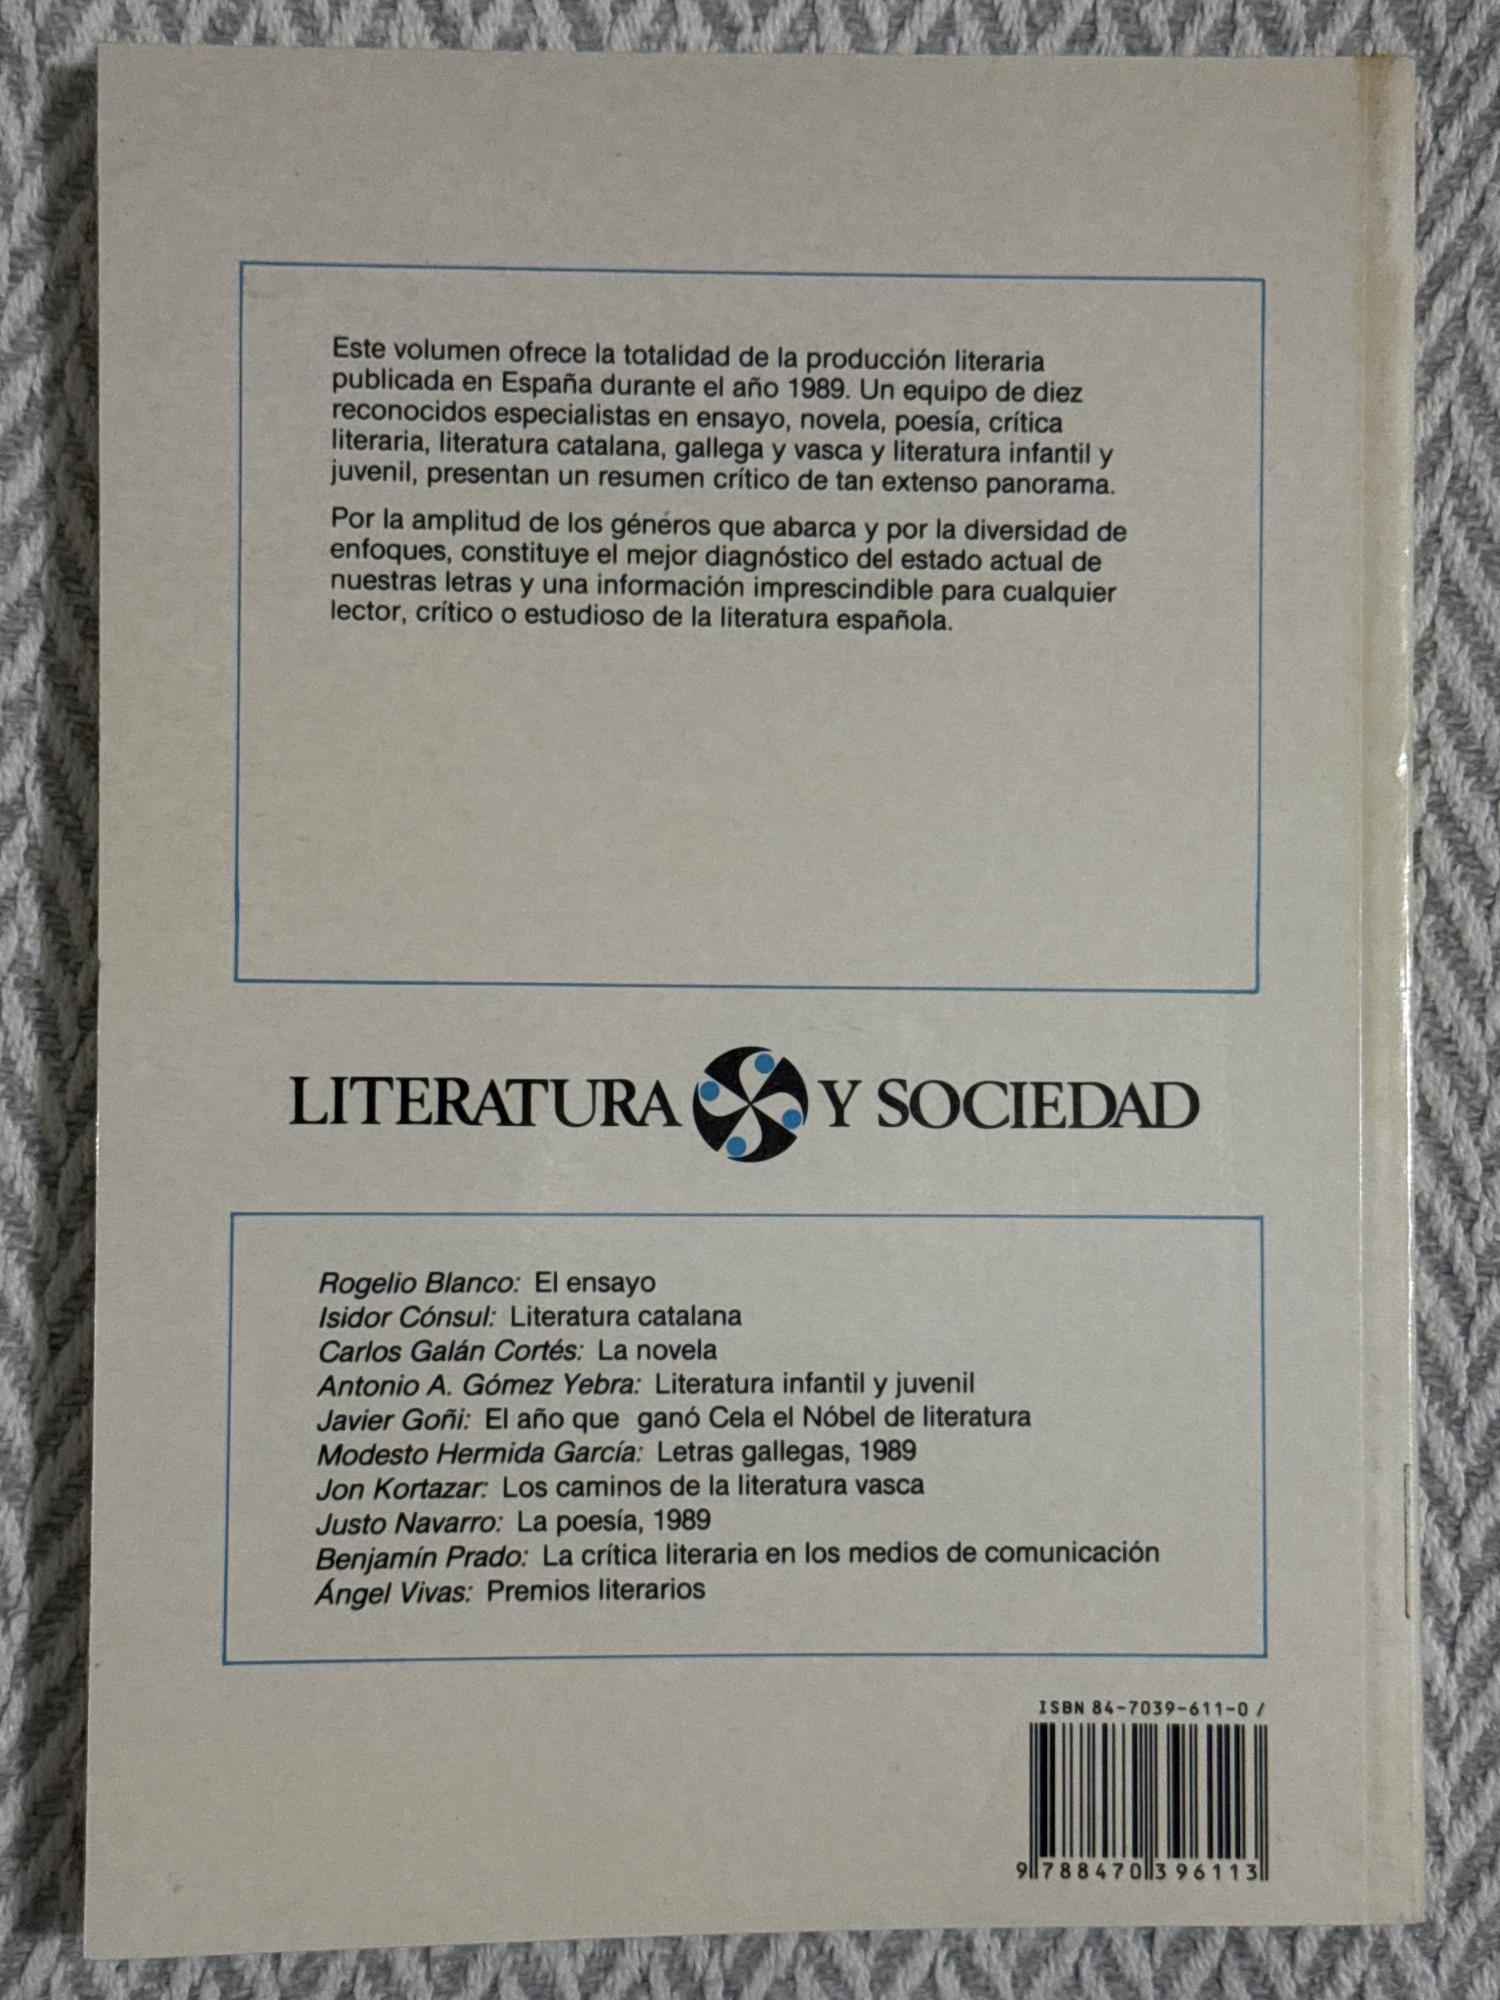 Este volumen ofrece la totalidad de la producción literaria
publicada en España durante el año 1989. Un equipo de diez
reconocidos especialistas en ensayo, novela, poesía, crítica
literaria, literatura catalana, gallega y vasca y literatura infantil y
juvenil, presentan un resumen crítico de tan extenso panorama.
Por la amplitud de los géneros que abarca y por la diversidad de
enfoques, constituye el mejor diagnóstico del estado actual de
nuestras letras y una información imprescindible para cualquier
lector, crítico o estudioso de la literatura española.
LITERATURA Y SOCIEDAD
Rogelio Blanco: El ensayo
Isidor Cónsul: Literatura catalana
Carlos Galán Cortés: La novela
Antonio A. Gómez Yebra: Literatura infantil y juvenil
Javier Goñi: El año que ganó Cela el Nóbel de literatura
Modesto Hermida García: Letras gallegas, 1989
Jon Kortazar: Los caminos de la literatura vasca
Justo Navarro: La poesía, 1989
Benjamín Prado: La crítica literaria en los medios de comunicación
Ángel Vivas: Premios literarios
ISBN 84-7039-611-0 /
9 788470 396113